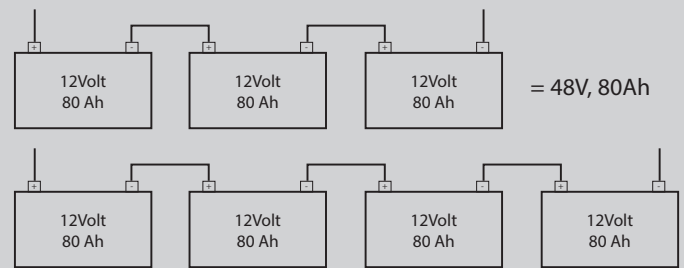 + - + - + -
12Volt 12Volt 12Volt
80 Ah 80 Ah 80 Ah
= 48V, 80Ah
+ - + - + - + -
12Volt 12Volt 12Volt 12Volt
80 Ah 80 Ah 80 Ah 80 Ah